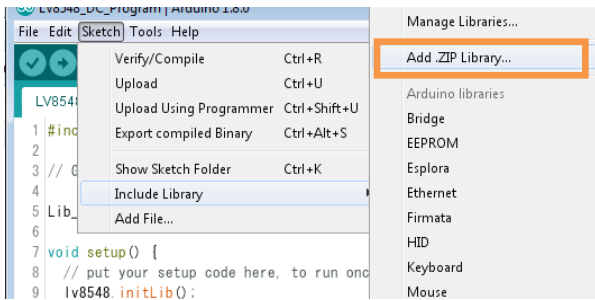 LV8548_DC_Program | Arduino 1.8.0
File Edit Sketch Tools Help
Verify/Compile Ctrl+R
Upload Ctrl+U
Upload Using Programmer Ctrl+Shift+U
Export compiled Binary Ctrl+Alt+S
Show Sketch Folder Ctrl+K
Include Library
Add File...
Manage Libraries...
Add .ZIP Library...
Arduino libraries
Bridge
EEPROM
Esplora
Ethernet
Firmata
HID
Keyboard
Mouse
LV854
1 #inc
2
3 //
4
5 Lib_
6
7 void setup() {
8 // put your setup code here, to run onc
9 lv8548.initLib();